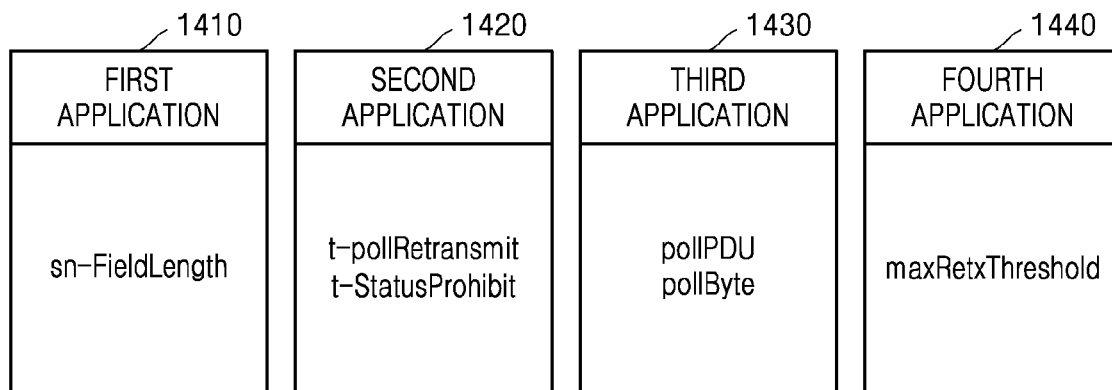 1410
1420
1430
1440
FIRST
APPLICATION
SECOND
APPLICATION
THIRD
APPLICATION
FOURTH
APPLICATION
sn-FieldLength
t-pollRetransmit
t-StatusProhibit
pollPDU
pollByte
maxRetxThreshold